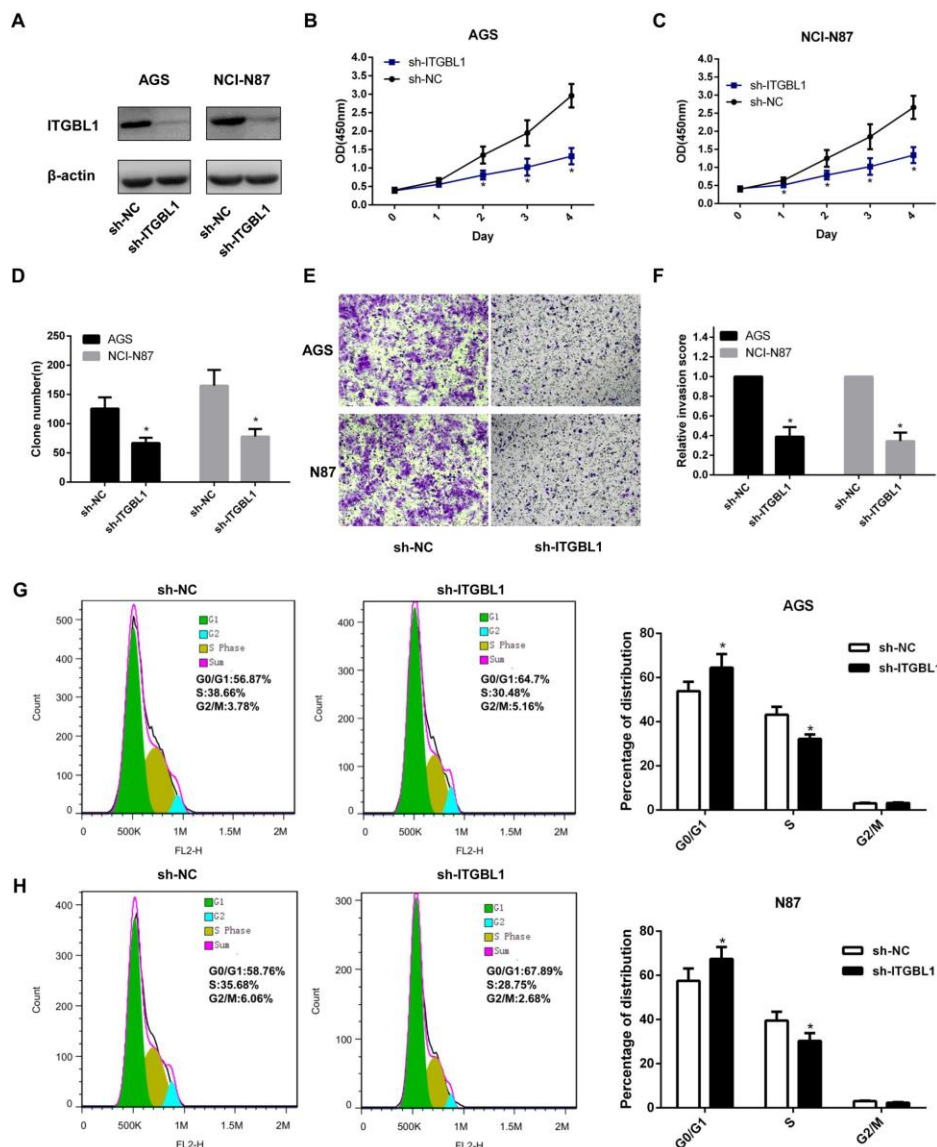 A
AGS
NCI-N87
ITGBL1
β-actin
sh-NC
sh-ITGBL1
sh-NC
sh-ITGBL1
B
AGS
sh-ITGBL1
sh-NC
OD(450nm)
4.0
3.5
3.0
2.5
2.0
1.5
1.0
0.5
0.0
* * *
0 1 2 3 4
Day
C
NCI-N87
sh-ITGBL1
sh-NC
OD(450nm)
4.0
3.5
3.0
2.5
2.0
1.5
1.0
0.5
0.0
* * * *
0 1 2 3 4
Day
D
AGS
NCI-N87
Clone number(n)
250
200
150
100
50
0
* *
sh-NC
sh-ITGBL1
sh-NC
sh-ITGBL1
E
AGS
N87
sh-NC
sh-ITGBL1
F
AGS
NCI-N87
Relative invasion score
1.4
1.2
1.0
0.8
0.6
0.4
0.2
0.0
* *
sh-NC
sh-ITGBL1
sh-NC
sh-ITGBL1
G
sh-NC
G1
G2
S Phase
Sum
G0/G1:56.87%
S:38.66%
G2/M:3.78%
Count
500
400
300
200
100
0
0 500K 1M 1.5M 2M
FL2-H
sh-ITGBL1
G1
G2
S Phase
Sum
G0/G1:64.7%
S:30.48%
G2/M:5.16%
Count
400
300
200
100
0
0 500K 1M 1.5M 2M
FL2-H
AGS
sh-NC
sh-ITGBL1
Percentage of distribution
80
60
40
20
0
* *
G0/G1
S
G2/M
H
sh-NC
G1
G2
S Phase
Sum
G0/G1:58.76%
S:35.68%
G2/M:6.06%
Count
400
300
200
100
0
0 500K 1M 1.5M 2M
FL2-H
sh-ITGBL1
G1
G2
S Phase
Sum
G0/G1:67.89%
S:28.75%
G2/M:2.68%
Count
300
200
100
0
0 500K 1M 1.5M 2M
FL2-H
N87
sh-NC
sh-ITGBL1
Percentage of distribution
80
60
40
20
0
* *
G0/G1
S
G2/M